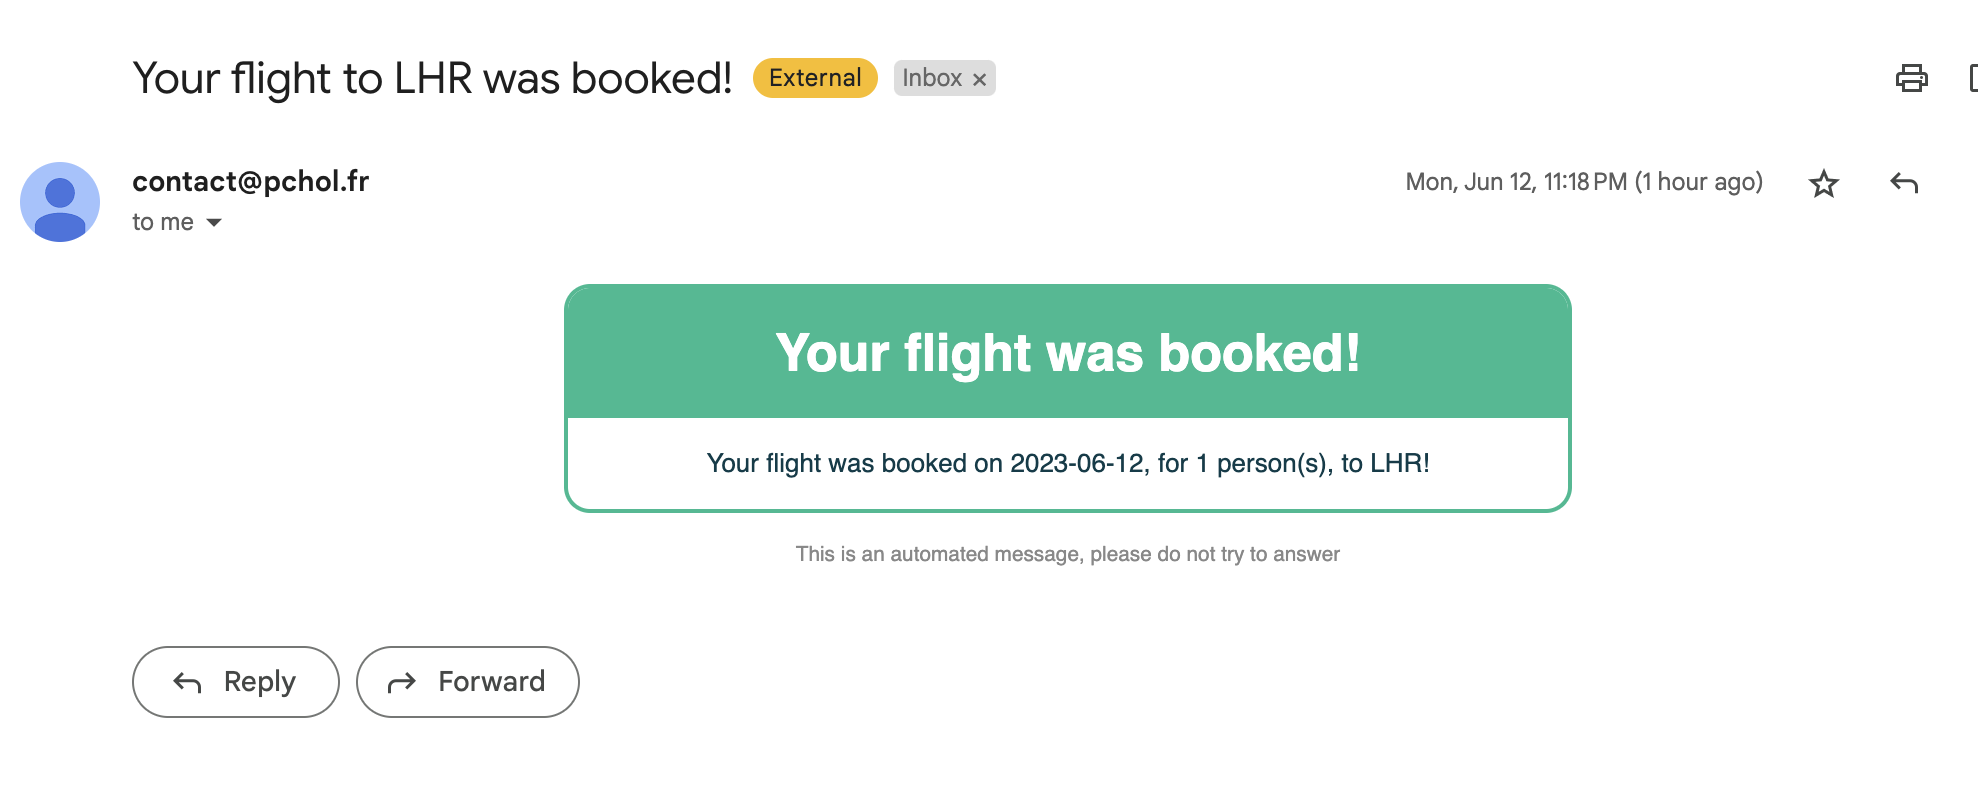 Your flight to LHR was booked! External Inbox ×
contact@pchol.fr Mon, Jun 12, 11:18 PM (1 hour ago)
to me
Your flight was booked!
Your flight was booked on 2023-06-12, for 1 person(s), to LHR!
This is an automated message, please do not try to answer
Reply Forward